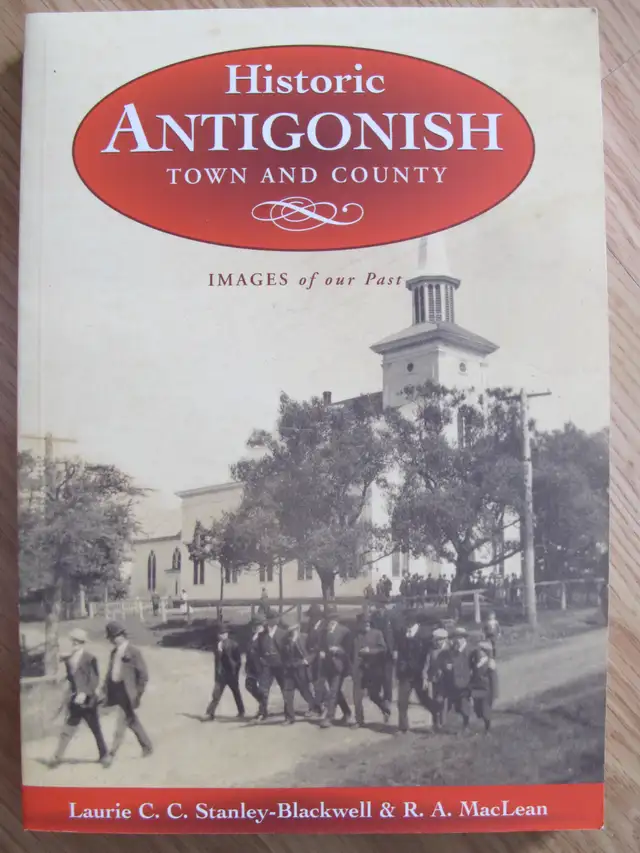 Historic
ANTIGONISH
TOWN AND COUNTY
IMAGES of our Past
Laurie C. C. Stanley-Blackwell & R. A. MacLean